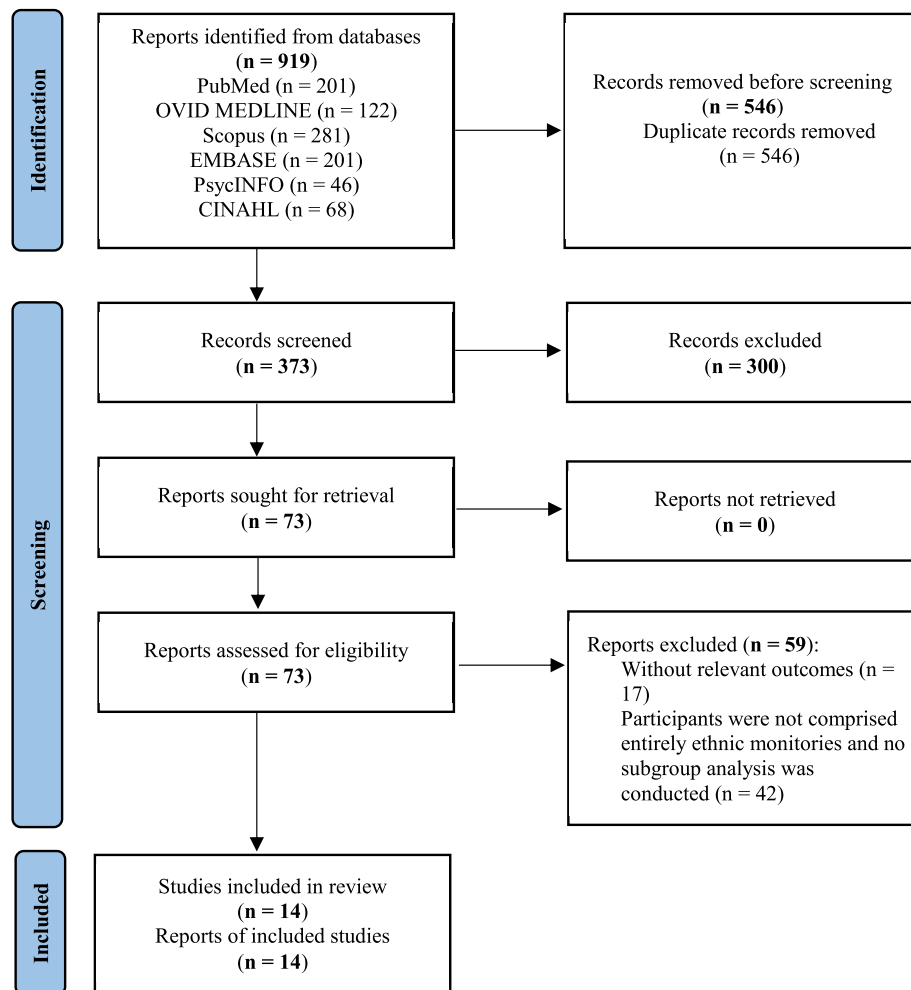 Identification
Reports identified from databases
(n = 919)
PubMed (n = 201)
OVID MEDLINE (n = 122)
Scopus (n = 281)
EMBASE (n = 201)
PsycINFO (n = 46)
CINAHL (n = 68)
Records removed before screening
(n = 546)
Duplicate records removed
(n = 546)
Screening
Records screened
(n = 373)
Records excluded
(n = 300)
Reports sought for retrieval
(n = 73)
Reports not retrieved
(n = 0)
Reports assessed for eligibility
(n = 73)
Reports excluded (n = 59):
Without relevant outcomes (n =
17)
Participants were not comprised
entirely ethnic monitories and no
subgroup analysis was
conducted (n = 42)
Included
Studies included in review
(n = 14)
Reports of included studies
(n = 14)